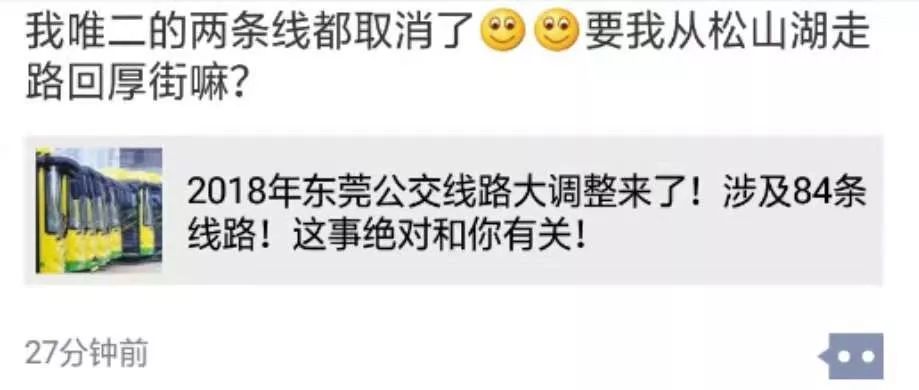 我唯二的两条线都取消了🙄🙄要我从松山湖走
路回厚街嘛？
2018年东莞公交线路大调整来了！涉及84条
线路！这事绝对和你有关！
27分钟前